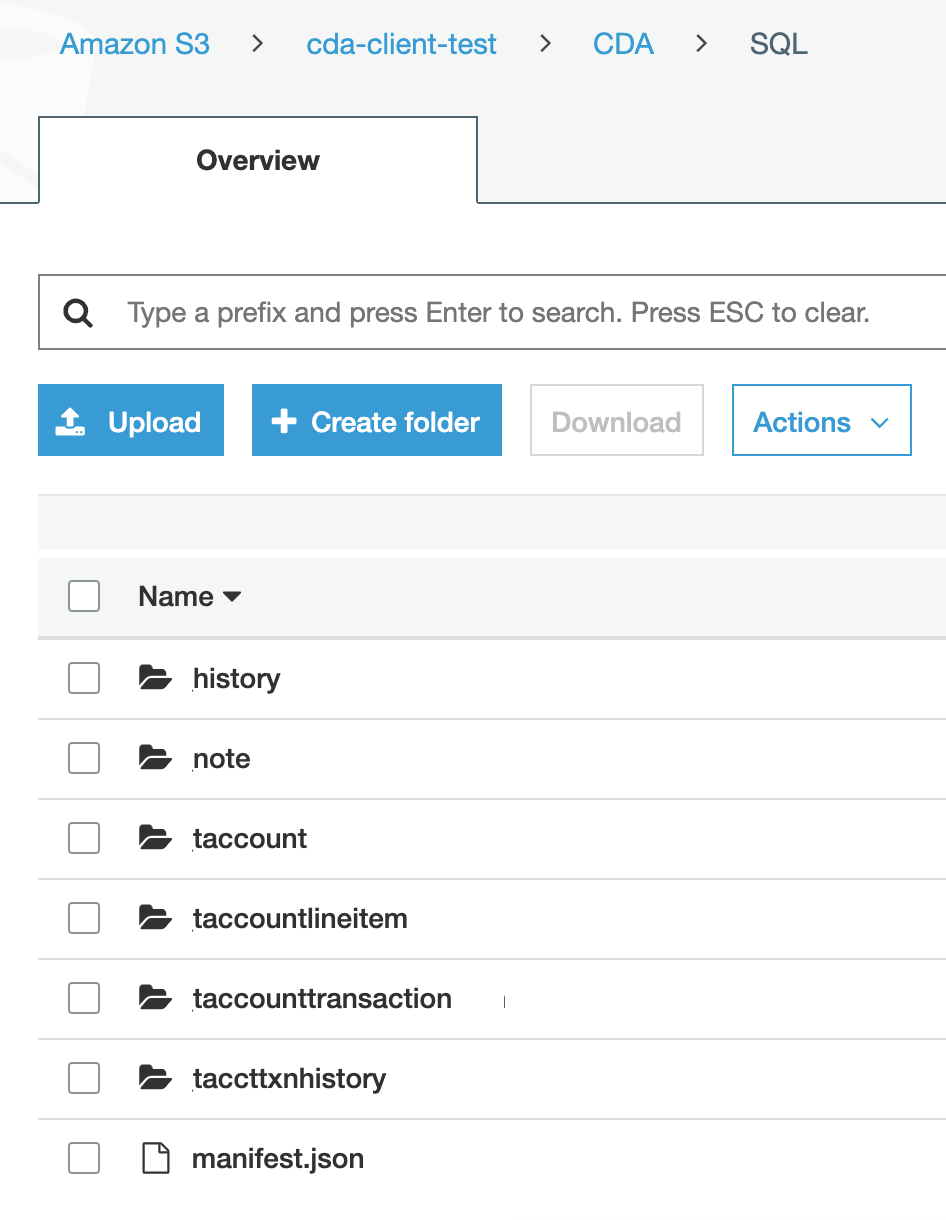 Amazon S3 > cda-client-test > CDA > SQL
Overview
Type a prefix and press Enter to search. Press ESC to clear.
Upload Create folder Download Actions
Name
history
note
taccount
taccountlineitem
taccounttransaction
taccttxnhistory
manifest.json